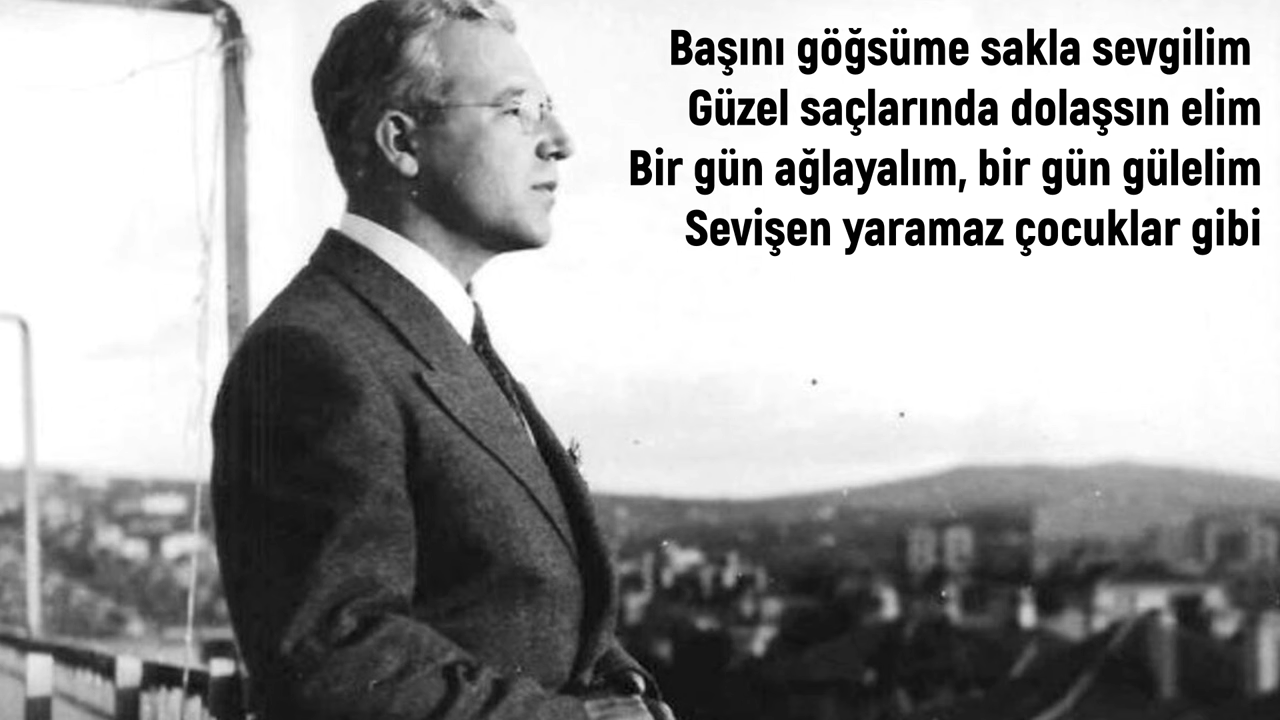 Başını göğsüme sakla sevgilim
Güzel saçlarında dolaşsın elim
Bir gün ağlayalım, bir gün gülelim
Sevişen yaramaz çocuklar gibi